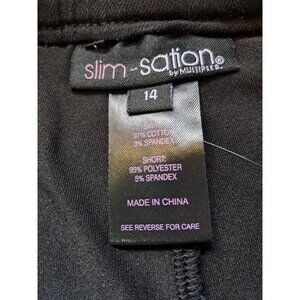 slim-sation®
by MULTIPLES®
14
97% COTTON
3% SPANDEX
SHORT:
95% POLYESTER
5% SPANDEX
MADE IN CHINA
SEE REVERSE FOR CARE